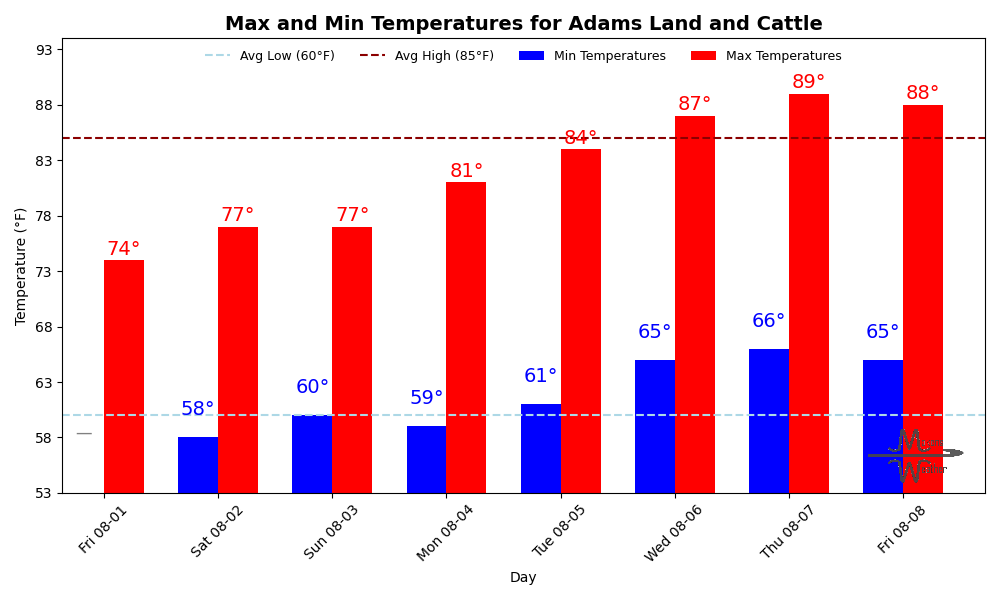 Max and Min Temperatures for Adams Land and Cattle
Avg Low (60°F) Avg High (85°F) Min Temperatures Max Temperatures
93
88
83
78
73
68
63
58
53
Temperature (°F)
74° 77° 77° 81° 84° 87° 89° 88°
58° 60° 59° 61° 65° 66° 65°
—
Fri 08-01 Sat 08-02 Sun 08-03 Mon 08-04 Tue 08-05 Wed 08-06 Thu 08-07 Fri 08-08
Day